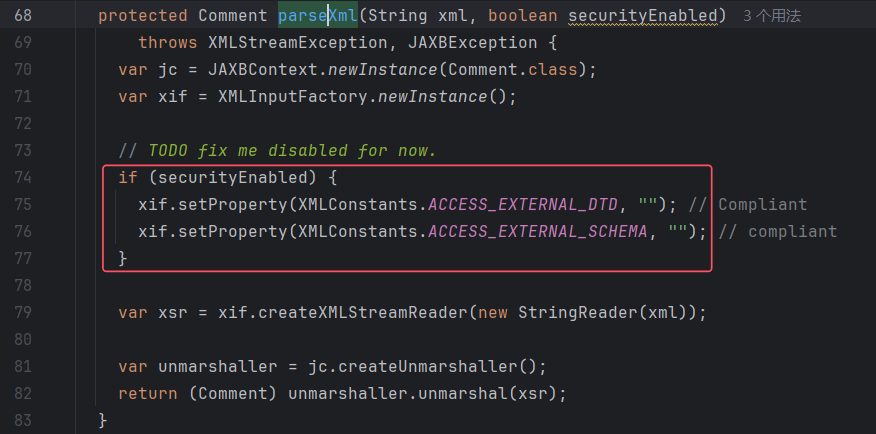 68 protected Comment parseXml(String xml, boolean securityEnabled) 3 个用法
69 throws XMLStreamException, JAXBException {
70 var jc = JAXBContext.newInstance(Comment.class);
71 var xif = XMLInputFactory.newInstance();
72
73 // TODO fix me disabled for now.
74 if (securityEnabled) {
75 xif.setProperty(XMLConstants.ACCESS_EXTERNAL_DTD, ""); // Compliant
76 xif.setProperty(XMLConstants.ACCESS_EXTERNAL_SCHEMA, ""); // compliant
77 }
78
79 var xsr = xif.createXMLStreamReader(new StringReader(xml));
80
81 var unmarshaller = jc.createUnmarshaller();
82 return (Comment) unmarshaller.unmarshal(xsr);
83 }